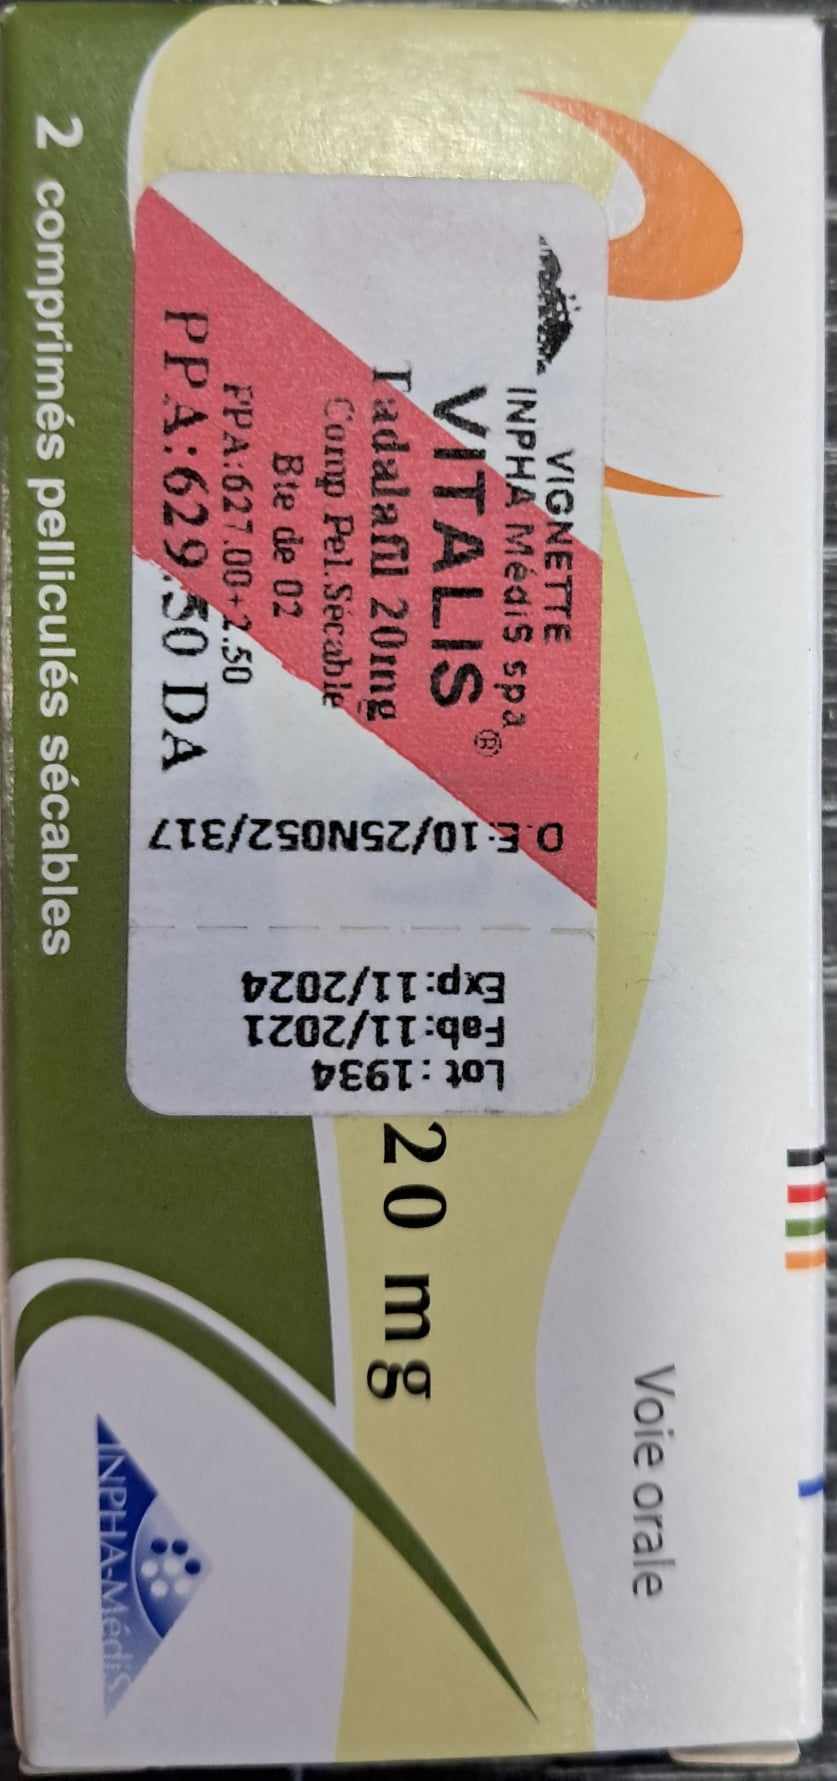 VIGNETTE
INPHA MédiS spa
VITALIS ®
Tadalafil 20mg
Comp Pel.Sécable
Bte de 02
PPA:627.00+2.50
PPA:629.50 DA
D.E:10/25N052/317
Lot:1934
Fab:11/2021
Exp:11/2024
20 mg
Voie orale
2 comprimés pelliculés sécables
INPHA-MédiS